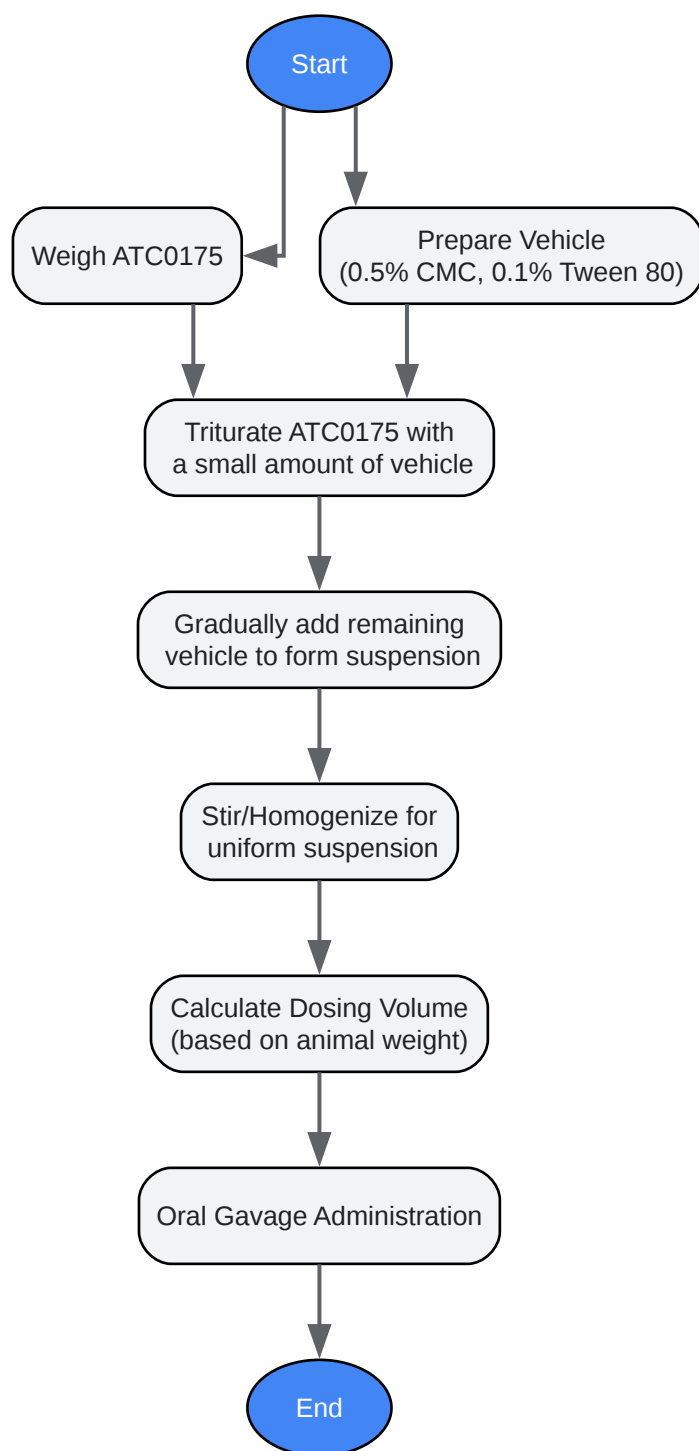 Start
Weigh ATC0175
Prepare Vehicle
(0.5% CMC, 0.1% Tween 80)
Triturate ATC0175 with
a small amount of vehicle
Gradually add remaining
vehicle to form suspension
Stir/Homogenize for
uniform suspension
Calculate Dosing Volume
(based on animal weight)
Oral Gavage Administration
End